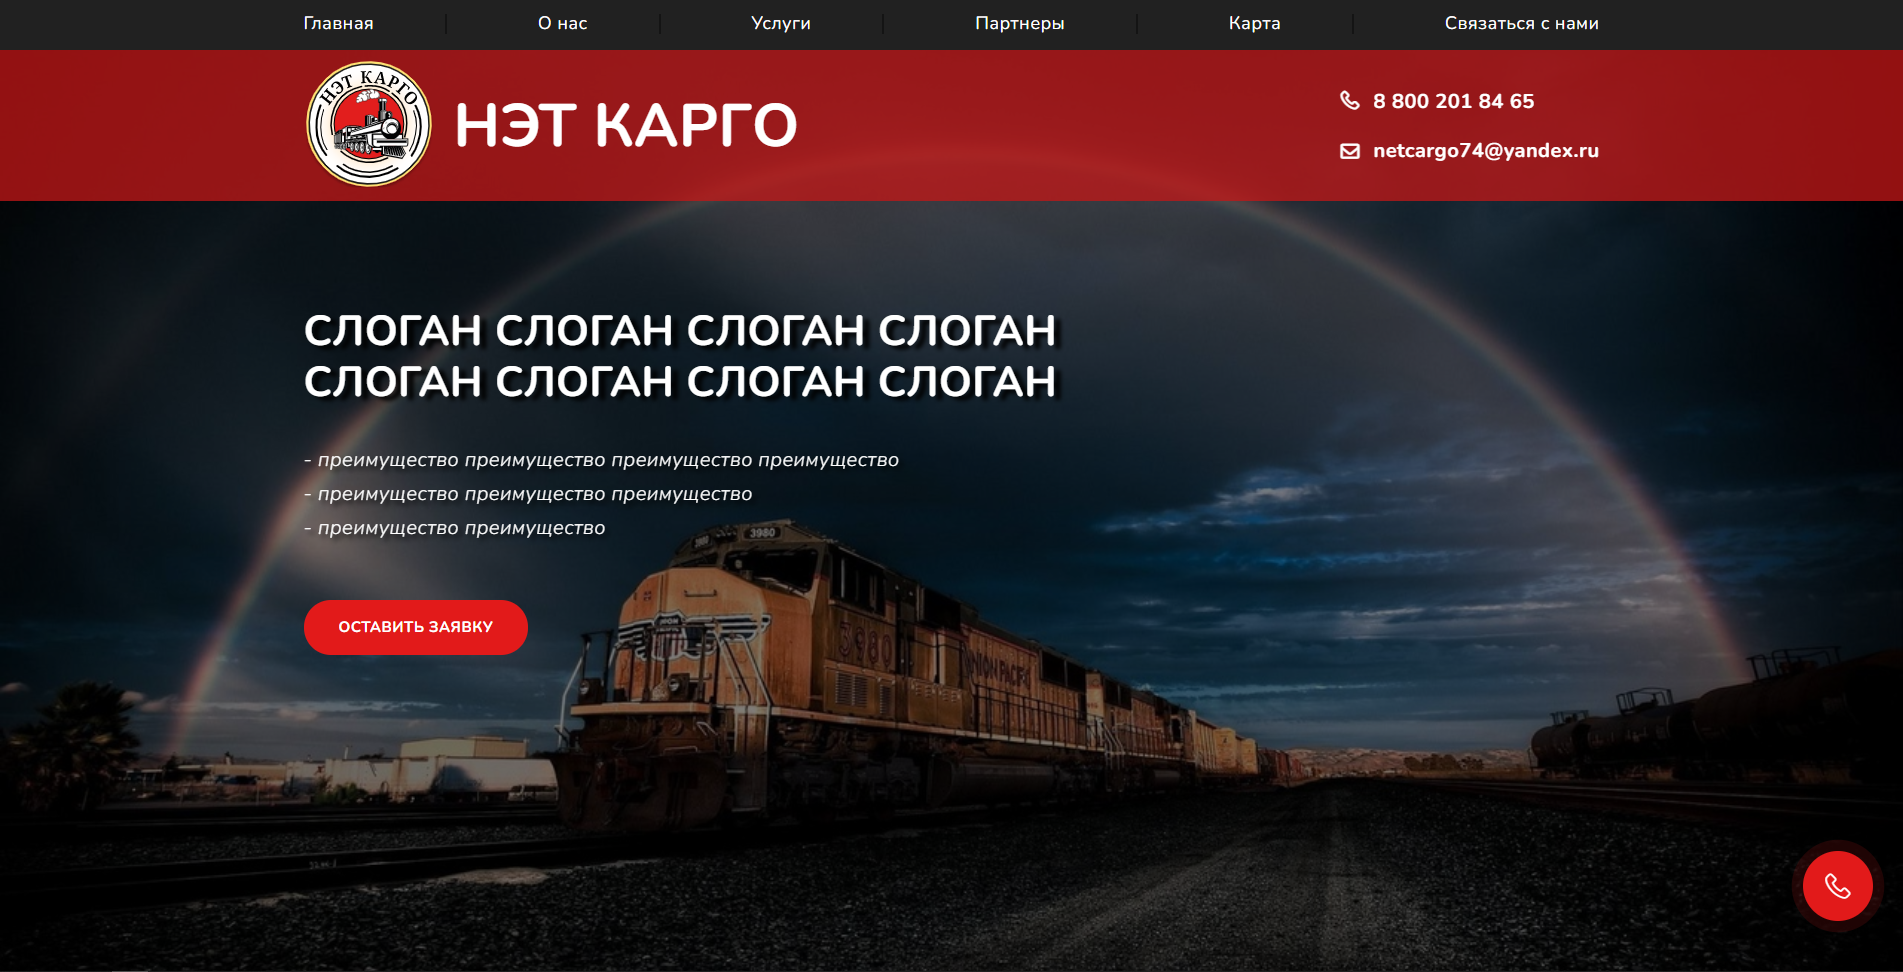 Главная О нас Услуги Партнеры Карта Связаться с нами
НЭТ КАРГО
НЭТ КАРГО
8 800 201 84 65
netcargo74@yandex.ru
СЛОГАН СЛОГАН СЛОГАН СЛОГАН
СЛОГАН СЛОГАН СЛОГАН СЛОГАН
- преимущество преимущество преимущество преимущество
- преимущество преимущество преимущество
- преимущество преимущество
3980
3980
UNION PACIFIC
ОСТАВИТЬ ЗАЯВКУ